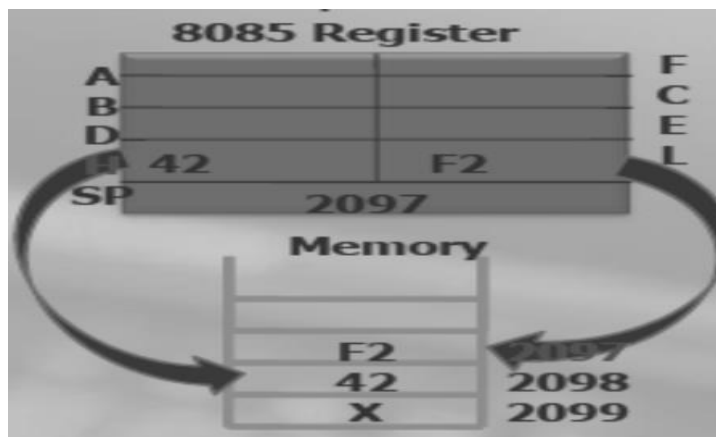 8085 Register
A F
B C
D E
H 42 F2 L
SP 2097
Memory
F2 2097
42 2098
X 2099